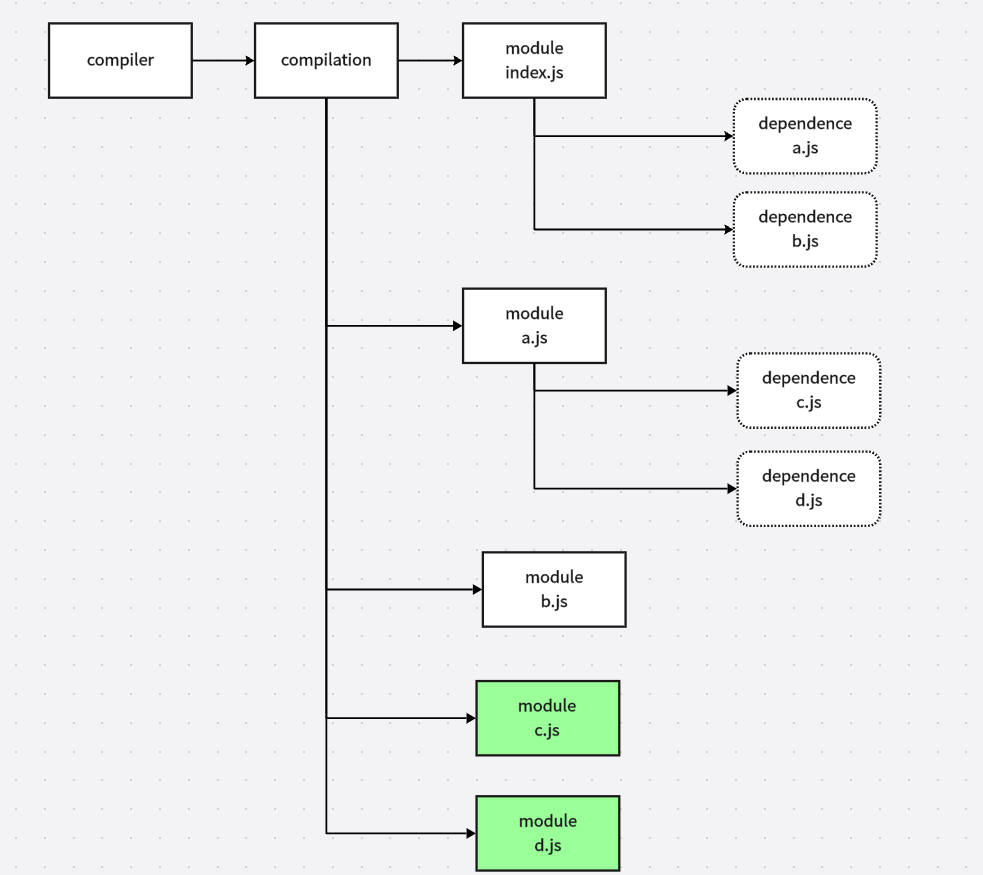 compiler
compilation
module
index.js
dependence
a.js
dependence
b.js
module
a.js
dependence
c.js
dependence
d.js
module
b.js
module
c.js
module
d.js